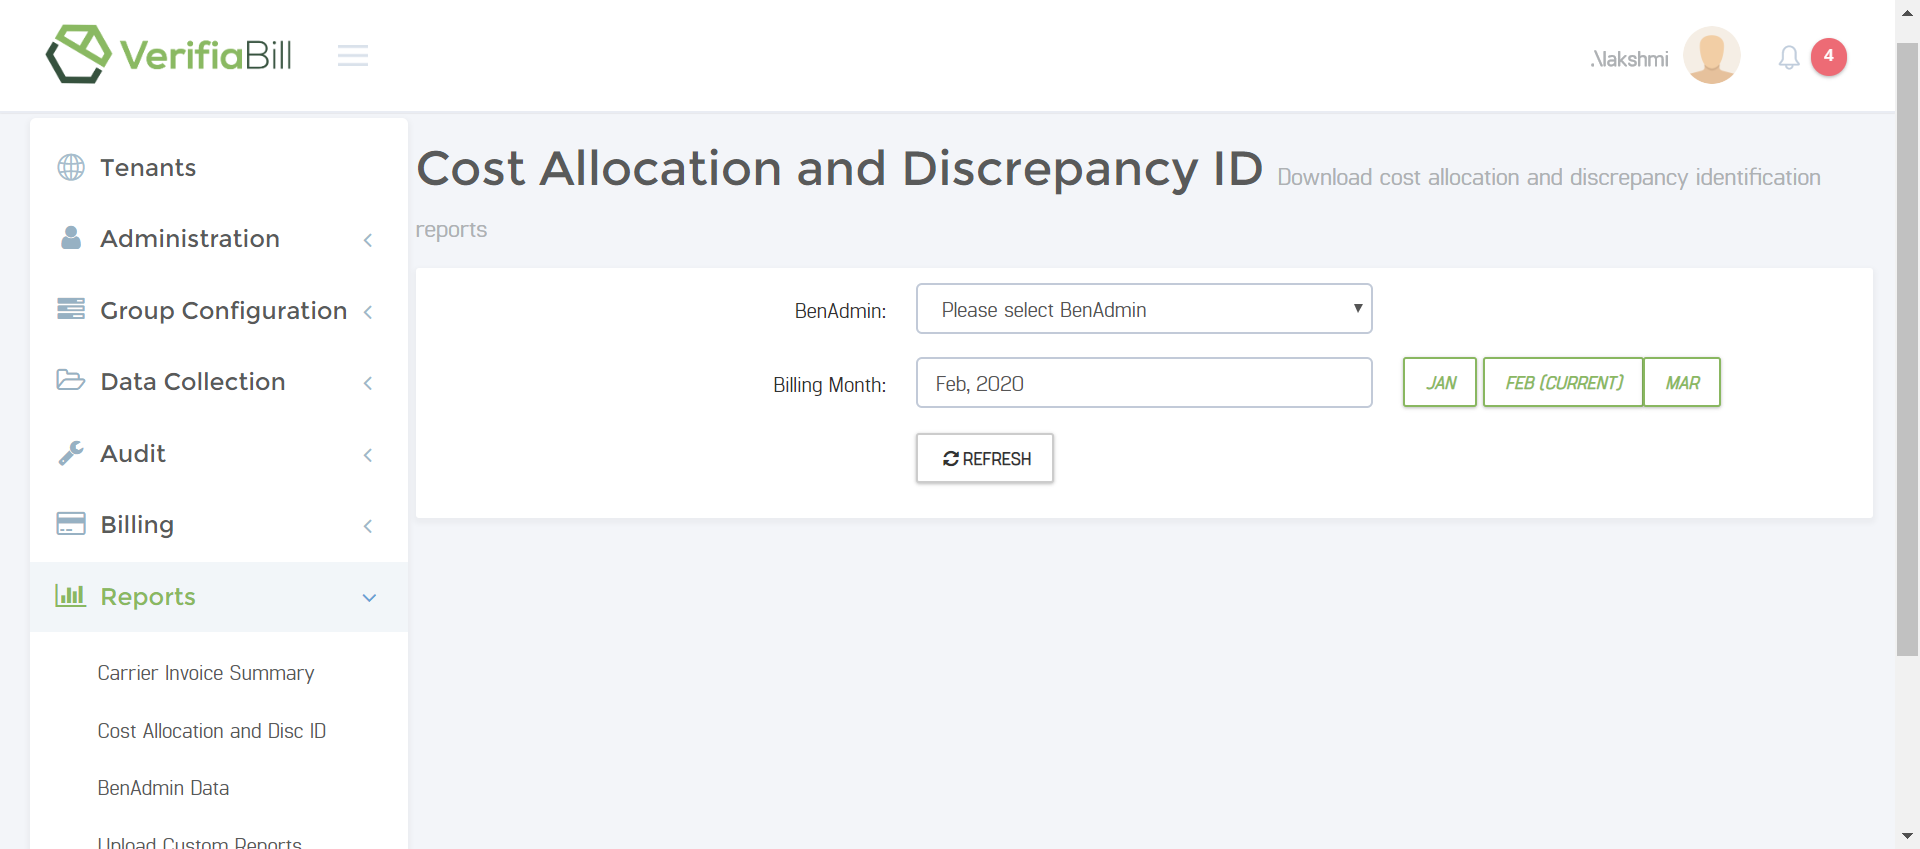 VerifiaBill
.\lakshmi
4
Tenants
Administration
Group Configuration
Data Collection
Audit
Billing
Reports
Carrier Invoice Summary
Cost Allocation and Disc ID
BenAdmin Data
Upload Custom Reports
Cost Allocation and Discrepancy ID Download cost allocation and discrepancy identification
reports
BenAdmin: Please select BenAdmin
Billing Month: Feb, 2020 JAN FEB (CURRENT) MAR
REFRESH